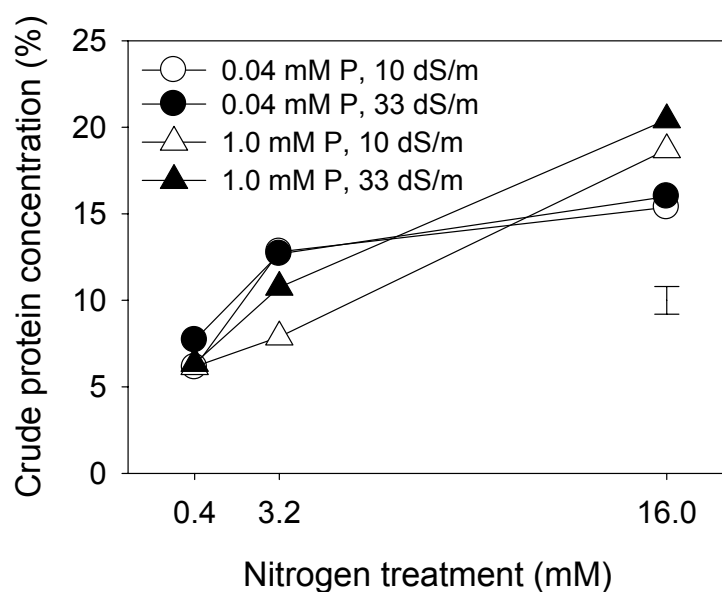 Crude protein concentration (%)
25
20
15
10
5
0
0.04 mM P, 10 dS/m
0.04 mM P, 33 dS/m
1.0 mM P, 10 dS/m
1.0 mM P, 33 dS/m
0.4
3.2
16.0
Nitrogen treatment (mM)